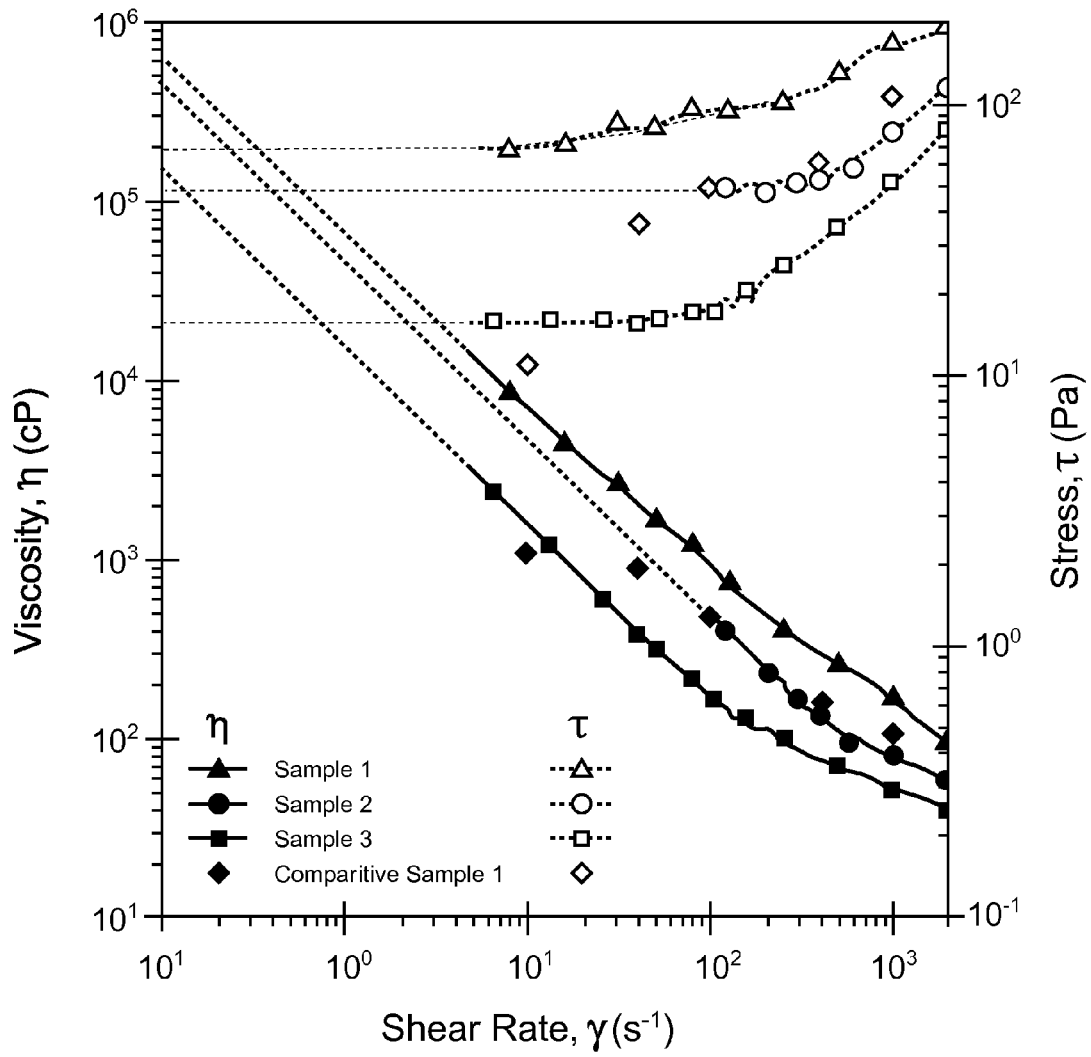 10⁶
10⁵
10⁴
10³
10²
10¹
Viscosity, η (cP)
10²
10¹
10⁰
10⁻¹
Stress, τ (Pa)
η τ
Sample 1
Sample 2
Sample 3
Comparitive Sample 1
10¹ 10⁰ 10¹ 10² 10³
Shear Rate, γ (s⁻¹)